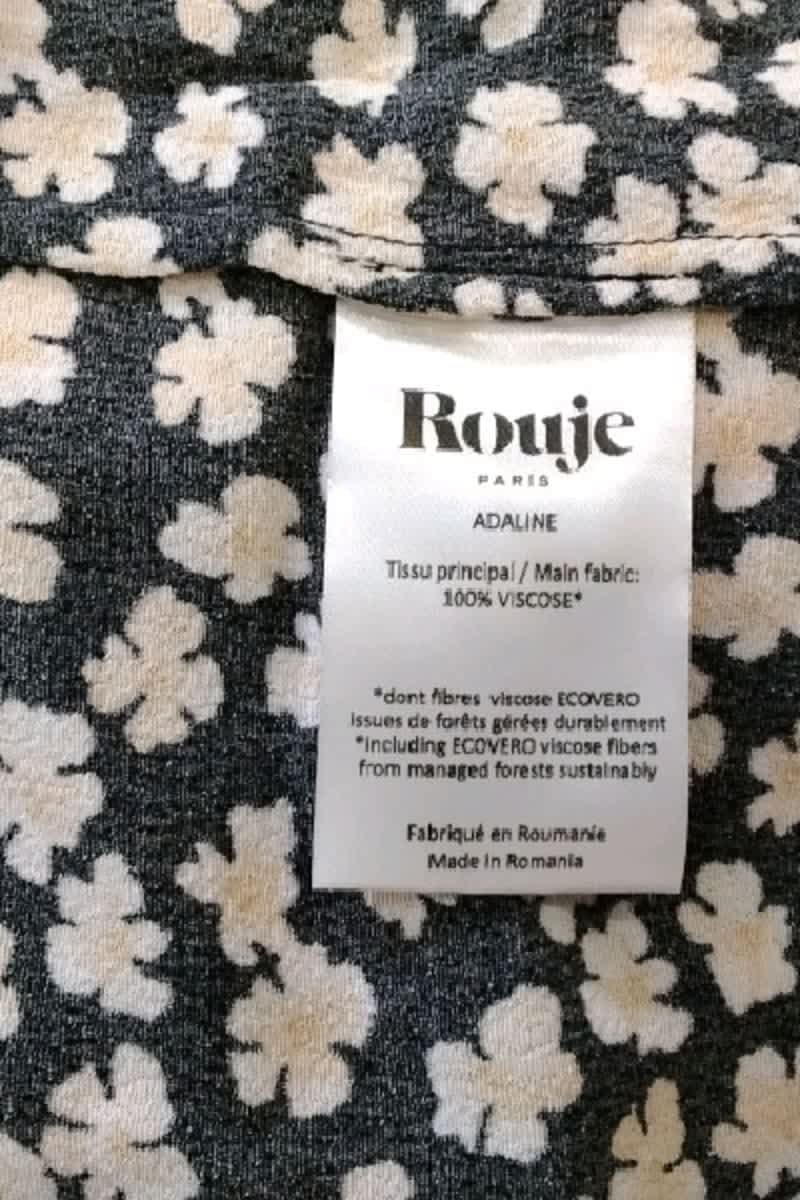 Rouje
PARIS
ADALINE
Tissu principal / Main fabric:
100% VISCOSE*
*dont fibres viscose ECOVERO
issues de forêts gérées durablement
*including ECOVERO viscose fibers
from managed forests sustainably
Fabriqué en Roumanie
Made in Romania